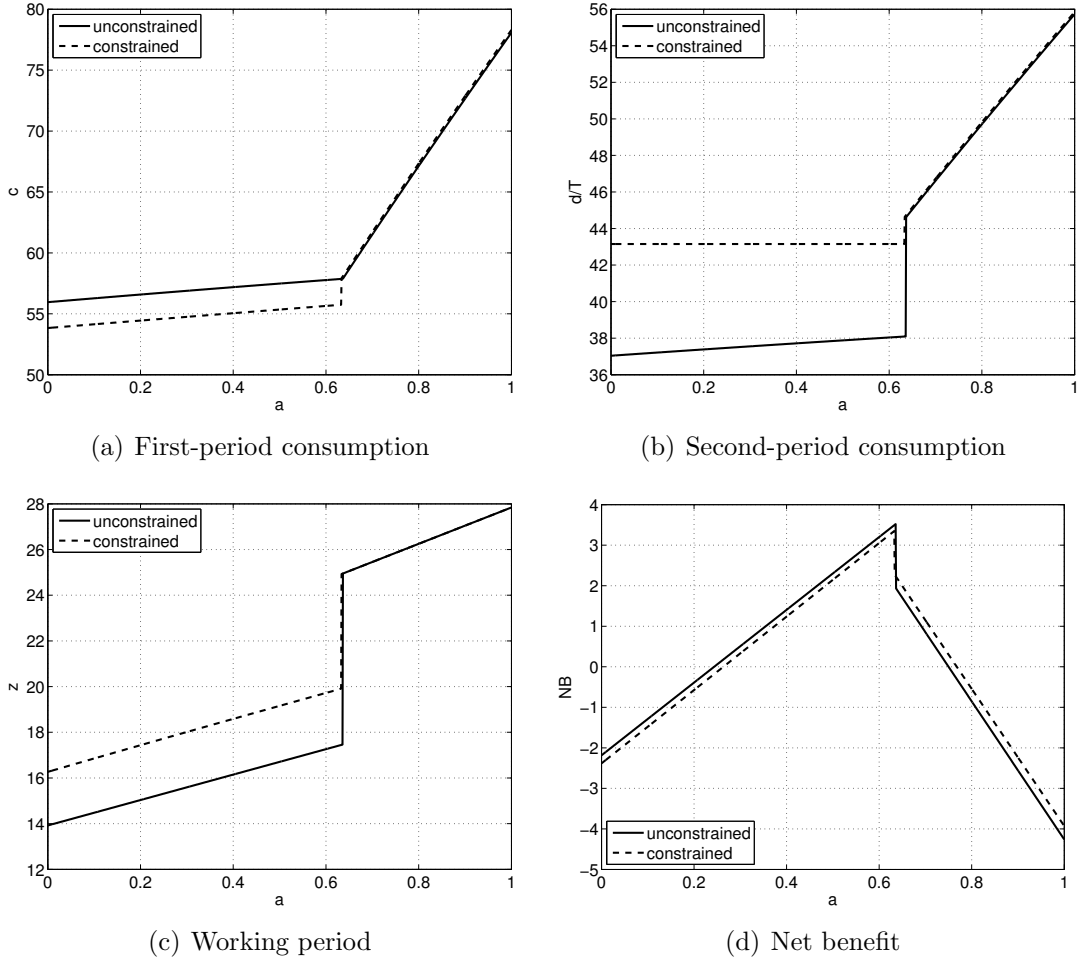 80
75
70
65
60
55
50
c
unconstrained
constrained
0 0.2 0.4 0.6 0.8 1
a
(a) First-period consumption
56
54
52
50
48
46
44
42
40
38
36
d/T
unconstrained
constrained
0 0.2 0.4 0.6 0.8 1
a
(b) Second-period consumption
28
26
24
22
20
18
16
14
12
z
unconstrained
constrained
0 0.2 0.4 0.6 0.8 1
a
(c) Working period
4
3
2
1
0
−1
−2
−3
−4
−5
NB
unconstrained
constrained
0 0.2 0.4 0.6 0.8 1
a
(d) Net benefit